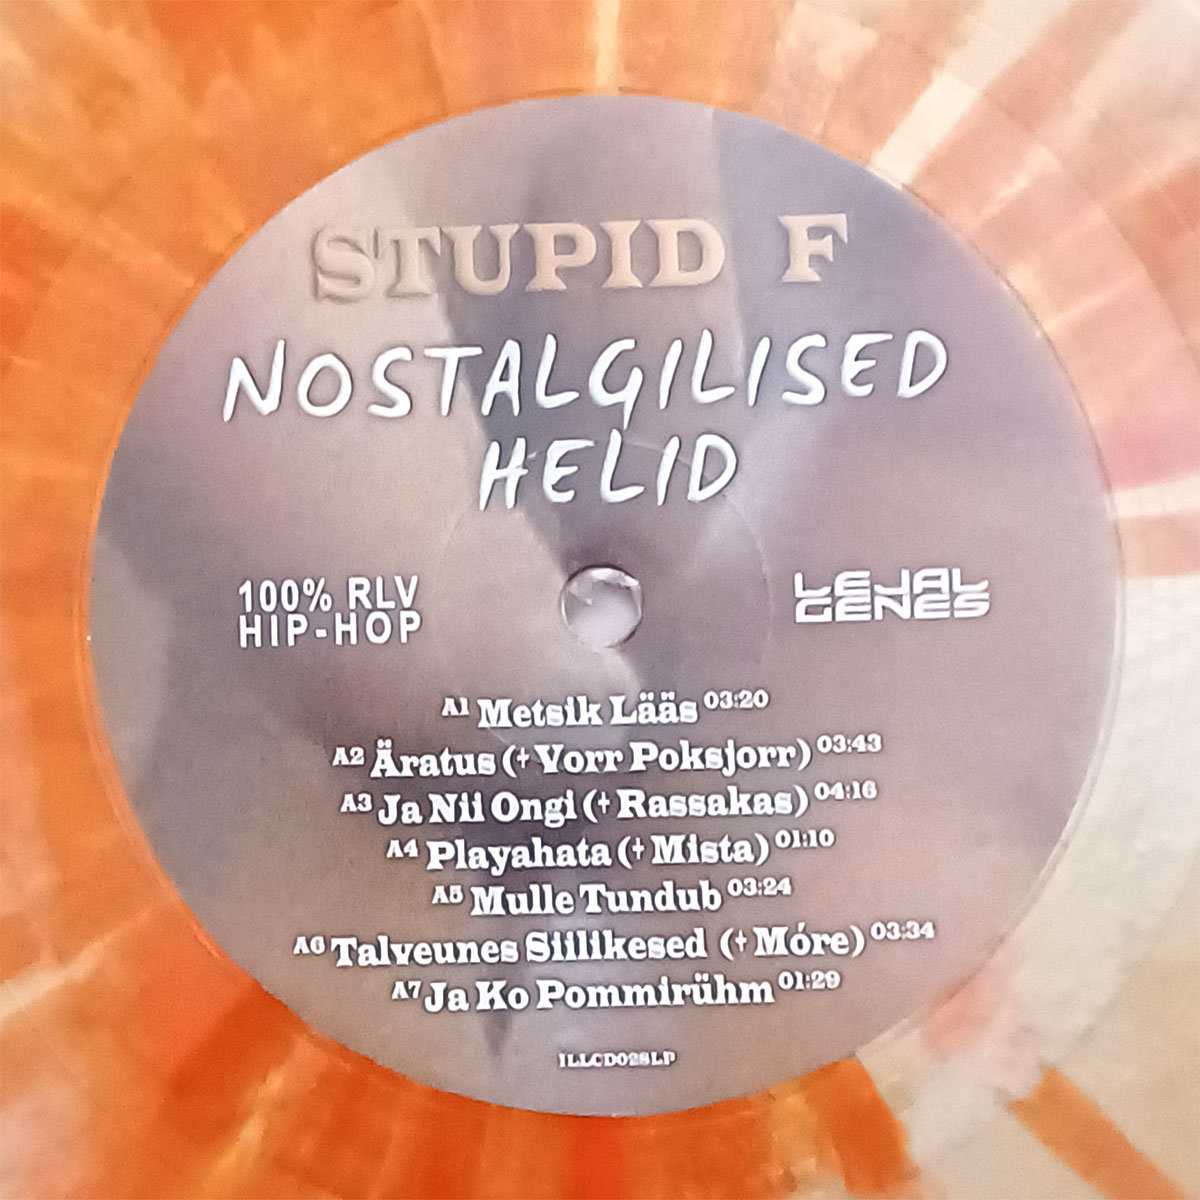 STUPID F
NOSTALGILISED
HELID
100% RLV
HIP-HOP
LEJAL
GENES
A1 Metsik Lääs 03:20
A2 Äratus (+ Vorr Poksjorr) 03:43
A3 Ja Nii Ongi (+ Rassakas) 04:16
A4 Playahata (+ Mista) 01:10
A5 Mulle Tundub 03:24
A6 Talveunes Siilikesed (+ Móre) 03:34
A7 Ja Ko Pommirühm 01:29
ILLCD028LP